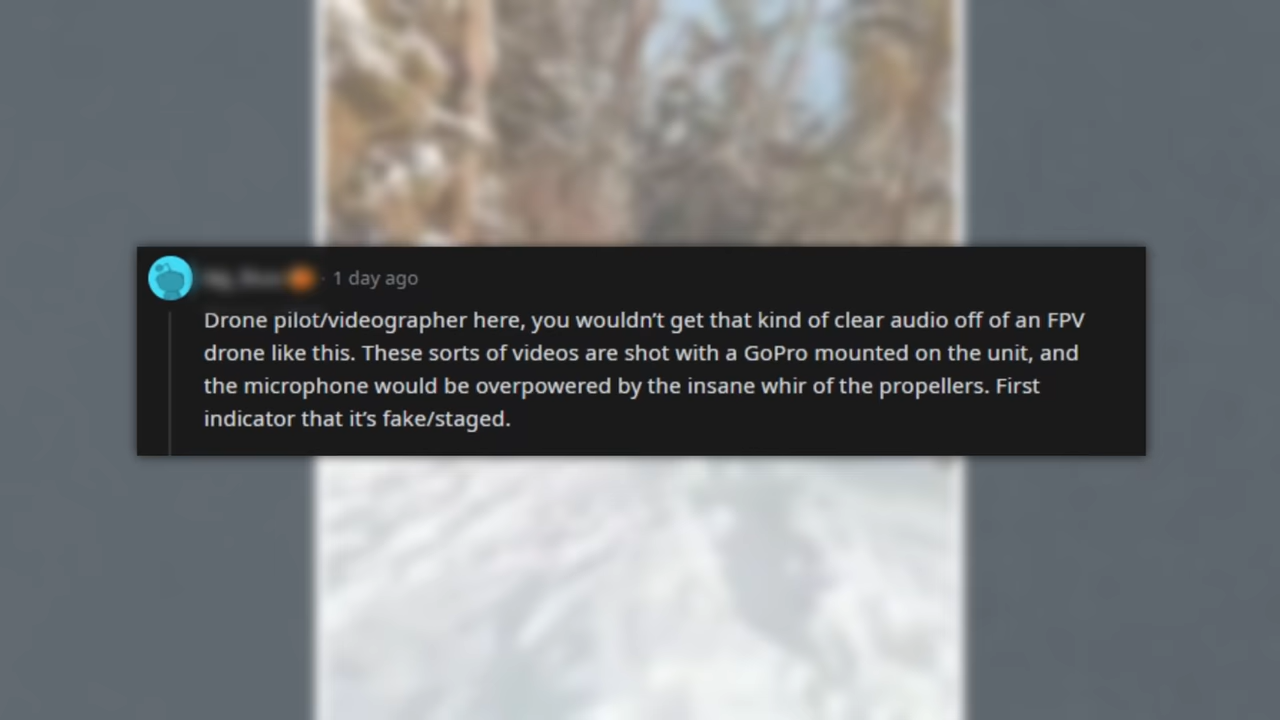 · 1 day ago
Drone pilot/videographer here, you wouldn’t get that kind of clear audio off of an FPV
drone like this. These sorts of videos are shot with a GoPro mounted on the unit, and
the microphone would be overpowered by the insane whir of the propellers. First
indicator that it’s fake/staged.